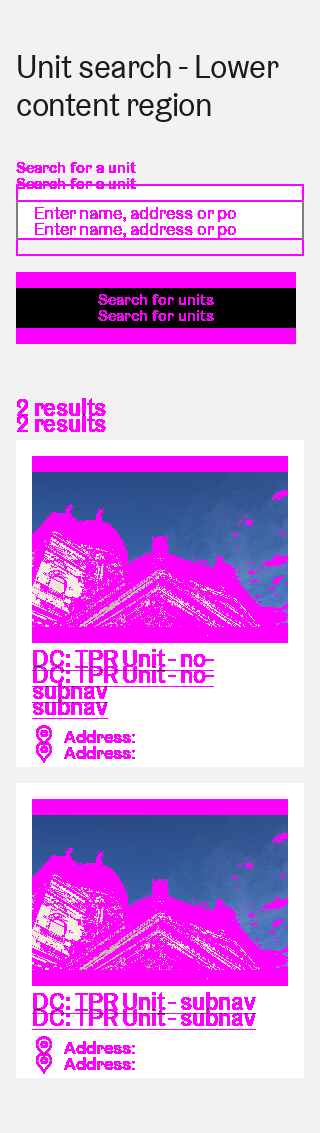 Unit search - Lower
content region
Search for a unit
Search for a unit
Enter name, address or po
Enter name, address or po
Search for units
Search for units
2 results
2 results
DC: TPR Unit - no-
DC: TPR Unit - no-
subnav
subnav
Address:
Address:
DC: TPR Unit - subnav
DC: TPR Unit - subnav
Address:
Address: